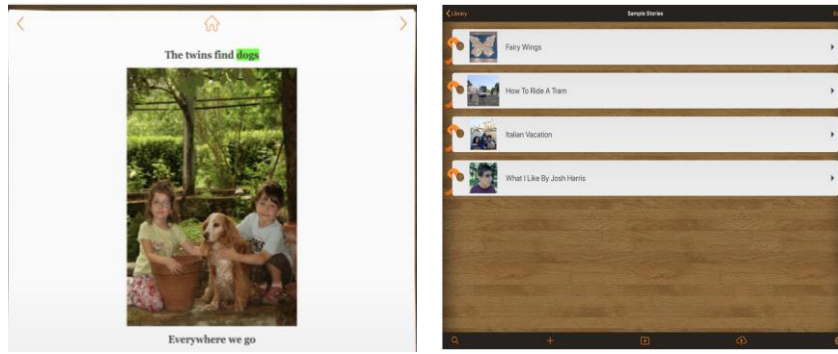 The twins find dogs
Everywhere we go
Library
Sample Stories
Fairy Wings
How To Ride A Tram
Italian Vacation
What I Like By Josh Harris